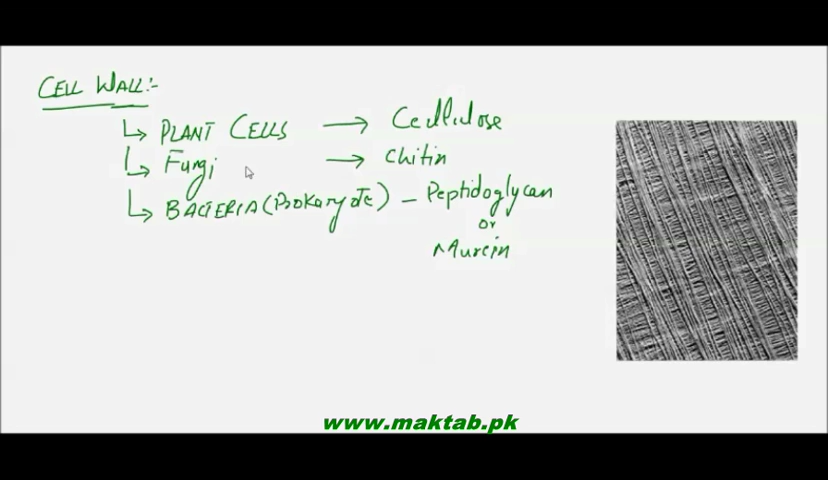 CELL WALL:-
↳ PLANT CELLS → Cellulose
↳ Fungi → Chitin
↳ BACTERIA (Prokaryote) - Peptidoglycan
or
Murein
www.maktab.pk